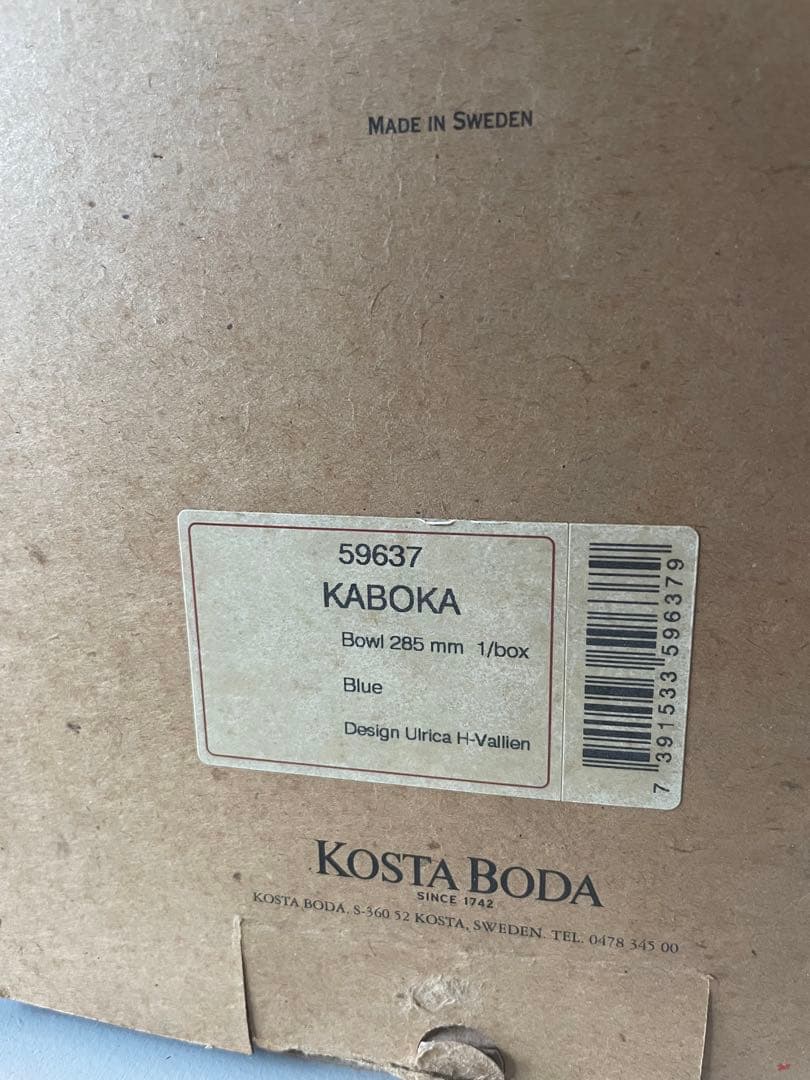 MADE IN SWEDEN
59637
KABOKA
Bowl 285 mm 1/box
Blue
Design Ulrica H-Vallien
7 391533 596379
KOSTA BODA
SINCE 1742
KOSTA BODA, S-360 52 KOSTA, SWEDEN. TEL. 0478 345 00